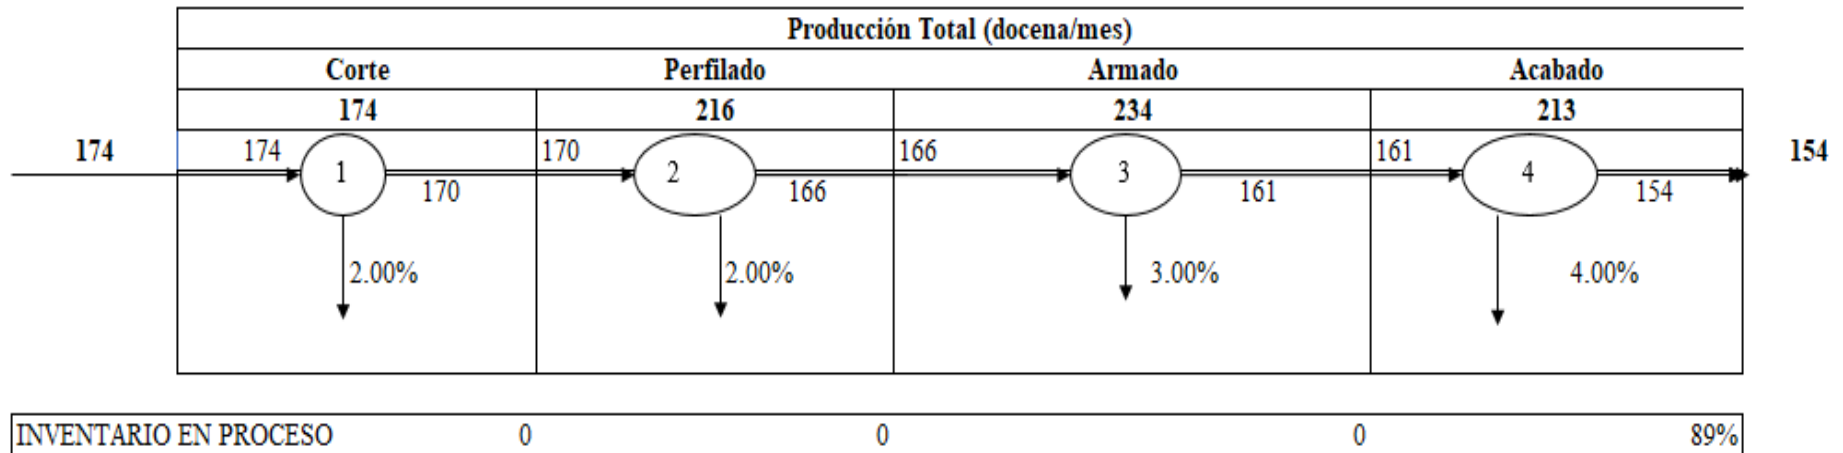 Producción Total (docena/mes)
Corte Perfilado Armado Acabado
174 216 234 213
174 174 1 170 2 166 3 161 4 154
170 166 161 154
2.00% 2.00% 3.00% 4.00%
INVENTARIO EN PROCESO 0 0 0 89%